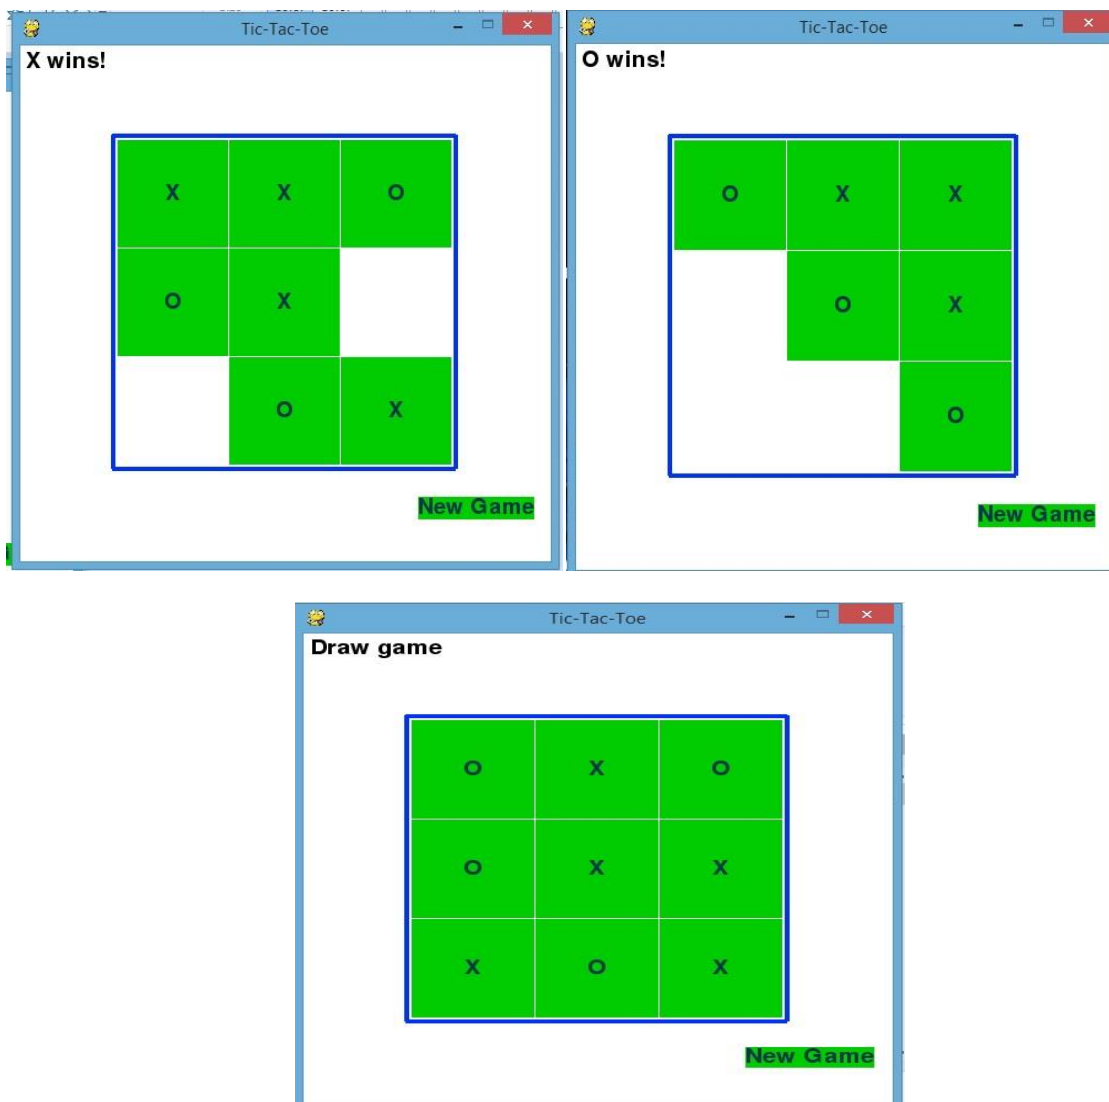 Tic-Tac-Toe
X wins!
X X O
O X
O X
New Game
Tic-Tac-Toe
O wins!
O X X
O X
O
New Game
Tic-Tac-Toe
Draw game
O X O
O X X
X O X
New Game